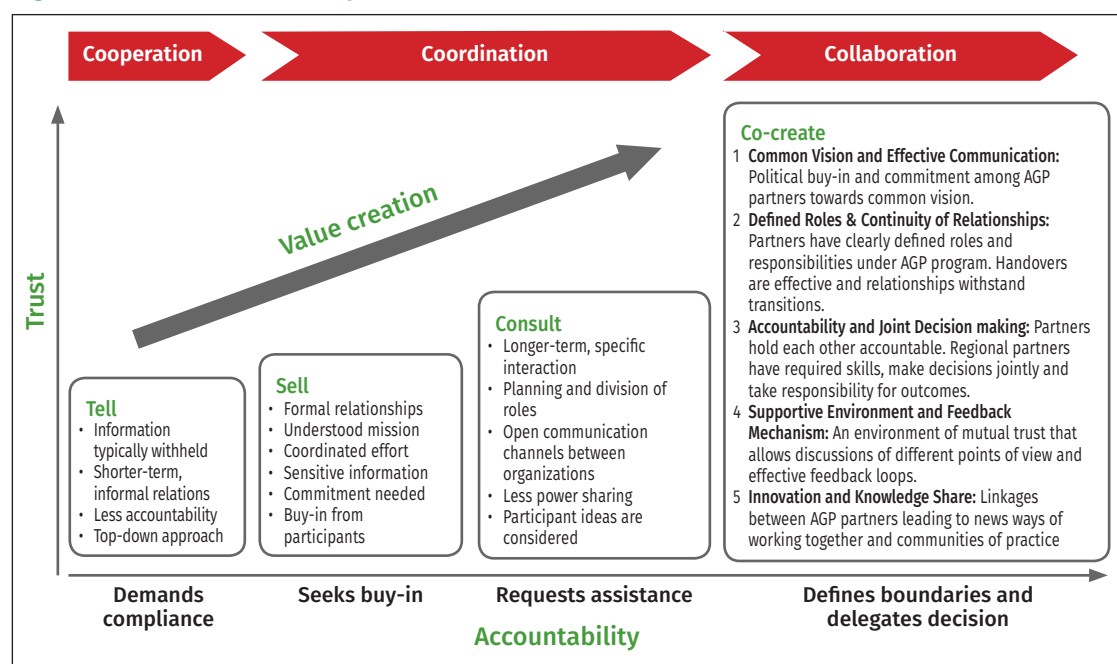 Cooperation
Coordination
Collaboration
Trust
Value creation
Tell
• Information
typically withheld
• Shorter-term,
informal relations
• Less accountability
• Top-down approach
Sell
• Formal relationships
• Understood mission
• Coordinated effort
• Sensitive information
• Commitment needed
• Buy-in from
participants
Consult
• Longer-term, specific
interaction
• Planning and division of
roles
• Open communication
channels between
organizations
• Less power sharing
• Participant ideas are
considered
Co-create
1 Common Vision and Effective Communication:
Political buy-in and commitment among AGP
partners towards common vision.
2 Defined Roles & Continuity of Relationships:
Partners have clearly defined roles and
responsibilities under AGP program. Handovers
are effective and relationships withstand
transitions.
3 Accountability and Joint Decision making: Partners
hold each other accountable. Regional partners
have required skills, make decisions jointly and
take responsibility for outcomes.
4 Supportive Environment and Feedback
Mechanism: An environment of mutual trust that
allows discussions of different points of view and
effective feedback loops.
5 Innovation and Knowledge Share: Linkages
between AGP partners leading to news ways of
working together and communities of practice
Demands
compliance
Seeks buy-in
Requests assistance
Defines boundaries and
delegates decision
Accountability